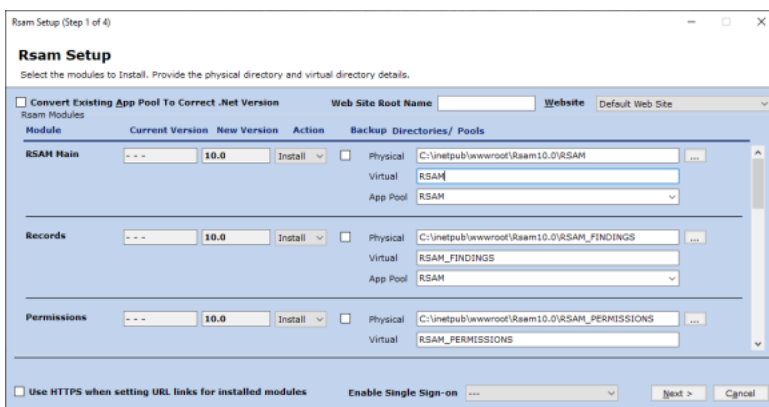 Rsam Setup (Step 1 of 4)
Rsam Setup
Select the modules to Install. Provide the physical directory and virtual directory details.
Convert Existing App Pool To Correct .Net Version Web Site Root Name Website Default Web Site
Rsam Modules
Module Current Version New Version Action Backup Directories/ Pools
RSAM Main - - - 10.0 Install Physical C:\inetpub\wwwroot\Rsam10.0\RSAM ...
Virtual RSAM
App Pool RSAM
Records - - - 10.0 Install Physical C:\inetpub\wwwroot\Rsam10.0\RSAM_FINDINGS ...
Virtual RSAM_FINDINGS
App Pool RSAM
Permissions - - - 10.0 Install Physical C:\inetpub\wwwroot\Rsam10.0\RSAM_PERMISSIONS ...
Virtual RSAM_PERMISSIONS
Use HTTPS when setting URL links for installed modules Enable Single Sign-on --- Next > Cancel